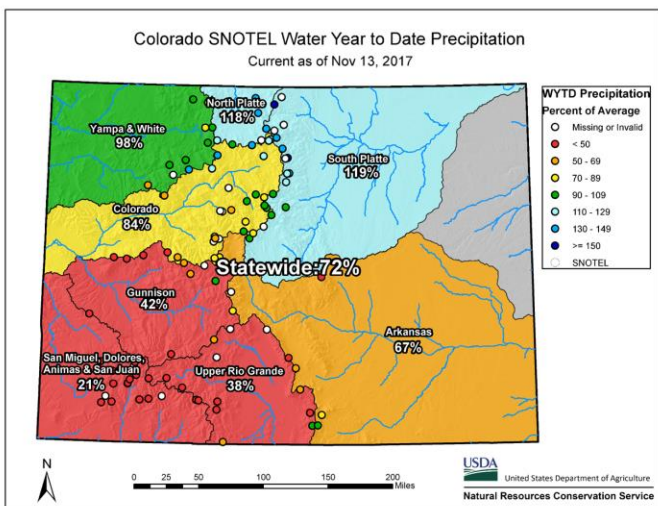 Colorado SNOTEL Water Year to Date Precipitation
Current as of Nov 13, 2017
WYTD Precipitation
Percent of Average
Missing or Invalid
< 50
50 - 69
70 - 89
90 - 109
110 - 129
130 - 149
>= 150
SNOTEL
North Platte
118%
Yampa & White
98%
South Platte
119%
Colorado
84%
Statewide:72%
Gunnison
42%
Arkansas
67%
San Miguel, Dolores,
Animas & San Juan
21%
Upper Rio Grande
38%
N
0 25 50 100 150 200
Miles
USDA
United States Department of Agriculture
Natural Resources Conservation Service